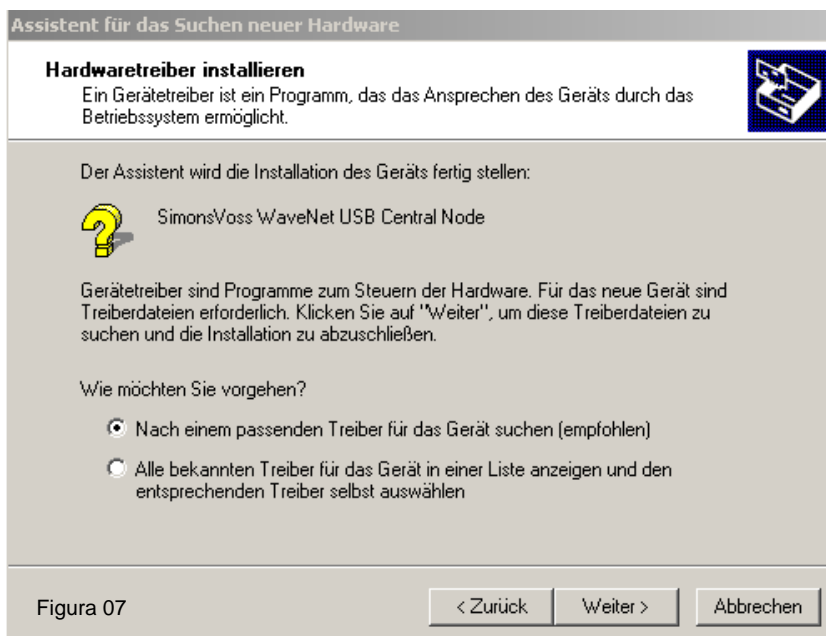 Assistent für das Suchen neuer Hardware
Hardwaretreiber installieren
Ein Gerätetreiber ist ein Programm, das das Ansprechen des Geräts durch das
Betriebssystem ermöglicht.
Der Assistent wird die Installation des Geräts fertig stellen:
SimonsVoss WaveNet USB Central Node
Gerätetreiber sind Programme zum Steuern der Hardware. Für das neue Gerät sind
Treiberdateien erforderlich. Klicken Sie auf "Weiter", um diese Treiberdateien zu
suchen und die Installation zu abzuschließen.
Wie möchten Sie vorgehen?
Nach einem passenden Treiber für das Gerät suchen (empfohlen)
Alle bekannten Treiber für das Gerät in einer Liste anzeigen und den
entsprechenden Treiber selbst auswählen
Figura 07
< Zurück
Weiter >
Abbrechen